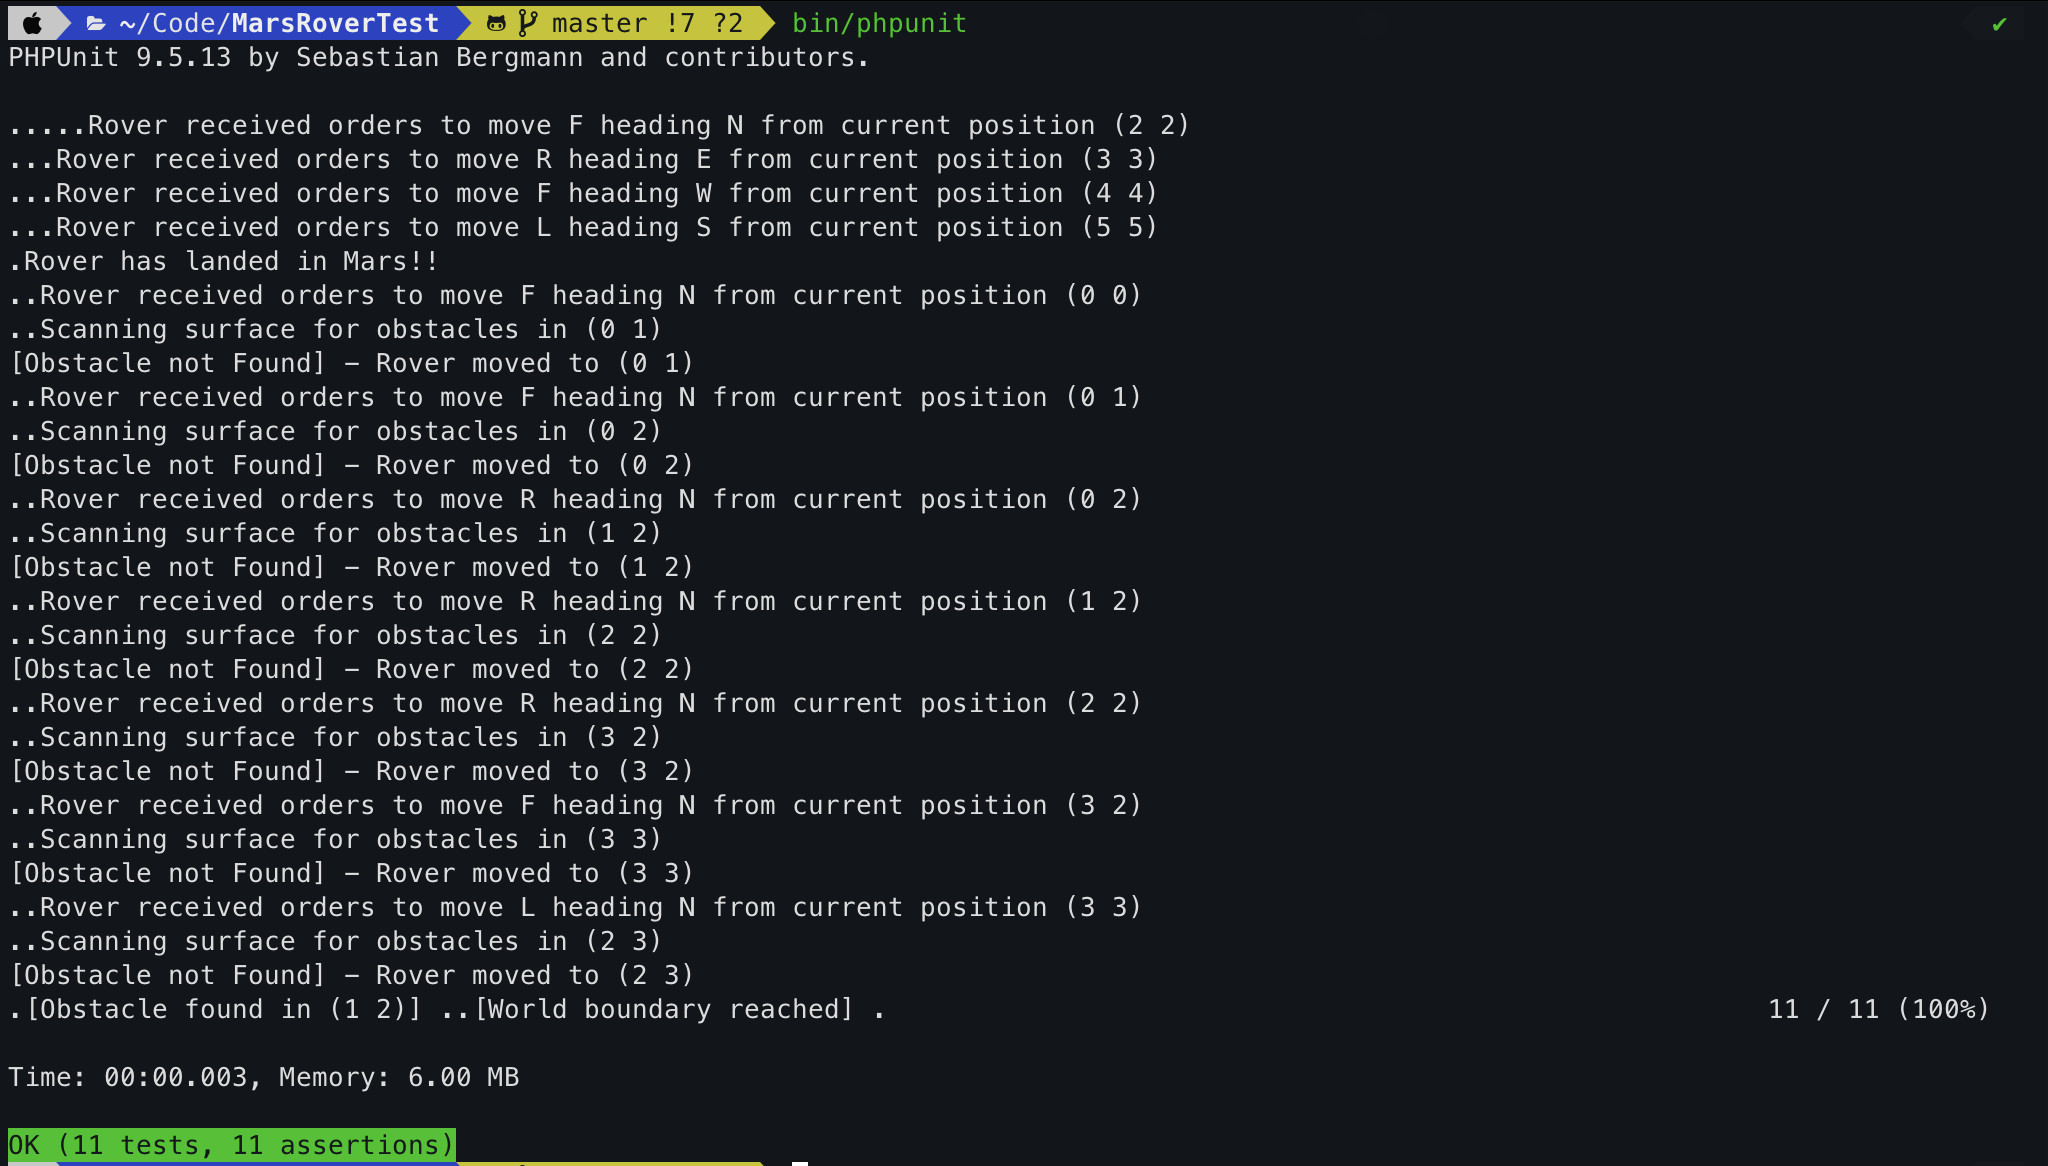 ~/Code/MarsRoverTest master !7 ?2 bin/phpunit ✔
PHPUnit 9.5.13 by Sebastian Bergmann and contributors.
.....Rover received orders to move F heading N from current position (2 2)
...Rover received orders to move R heading E from current position (3 3)
...Rover received orders to move F heading W from current position (4 4)
...Rover received orders to move L heading S from current position (5 5)
.Rover has landed in Mars!!
..Rover received orders to move F heading N from current position (0 0)
..Scanning surface for obstacles in (0 1)
[Obstacle not Found] – Rover moved to (0 1)
..Rover received orders to move F heading N from current position (0 1)
..Scanning surface for obstacles in (0 2)
[Obstacle not Found] – Rover moved to (0 2)
..Rover received orders to move R heading N from current position (0 2)
..Scanning surface for obstacles in (1 2)
[Obstacle not Found] – Rover moved to (1 2)
..Rover received orders to move R heading N from current position (1 2)
..Scanning surface for obstacles in (2 2)
[Obstacle not Found] – Rover moved to (2 2)
..Rover received orders to move R heading N from current position (2 2)
..Scanning surface for obstacles in (3 2)
[Obstacle not Found] – Rover moved to (3 2)
..Rover received orders to move F heading N from current position (3 2)
..Scanning surface for obstacles in (3 3)
[Obstacle not Found] – Rover moved to (3 3)
..Rover received orders to move L heading N from current position (3 3)
..Scanning surface for obstacles in (2 3)
[Obstacle not Found] – Rover moved to (2 3)
.[Obstacle found in (1 2)] ..[World boundary reached] . 11 / 11 (100%)
Time: 00:00.003, Memory: 6.00 MB
OK (11 tests, 11 assertions)